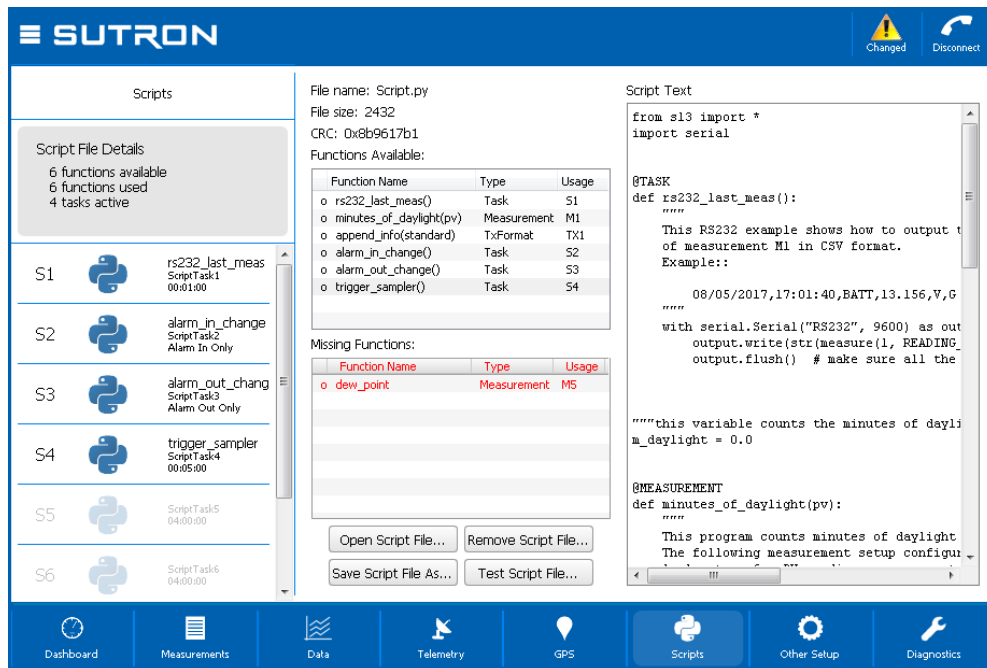 SUTRON
Changed
Disconnect
Scripts
Script File Details
6 functions available
6 functions used
4 tasks active
S1
rs232_last_meas
ScriptTask1
00:01:00
S2
alarm_in_change
ScriptTask2
Alarm In Only
S3
alarm_out_chang
ScriptTask3
Alarm Out Only
S4
trigger_sampler
ScriptTask4
00:05:00
S5
ScriptTask5
04:00:00
S6
ScriptTask6
04:00:00
File name: Script.py
File size: 2432
CRC: 0x8b9617b1
Functions Available:
Function Name Type Usage
o rs232_last_meas() Task S1
o minutes_of_daylight(pv) Measurement M1
o append_info(standard) TxFormat TX1
o alarm_in_change() Task S2
o alarm_out_change() Task S3
o trigger_sampler() Task S4
Missing Functions:
Function Name Type Usage
o dew_point Measurement M5
Open Script File...
Remove Script File...
Save Script File As...
Test Script File...
Script Text
from sl3 import *
import serial
@TASK
def rs232_last_meas():
"""
This RS232 example shows how to output t
of measurement M1 in CSV format.
Example::
08/05/2017,17:01:40,BATT,13.156,V,G
"""
with serial.Serial("RS232", 9600) as out
output.write(str(measure(1, READING_
output.flush() # make sure all the
"""this variable counts the minutes of dayli
m_daylight = 0.0
@MEASUREMENT
def minutes_of_daylight(pv):
"""
This program counts minutes of daylight
The following measurement setup configur
Dashboard
Measurements
Data
Telemetry
GPS
Scripts
Other Setup
Diagnostics